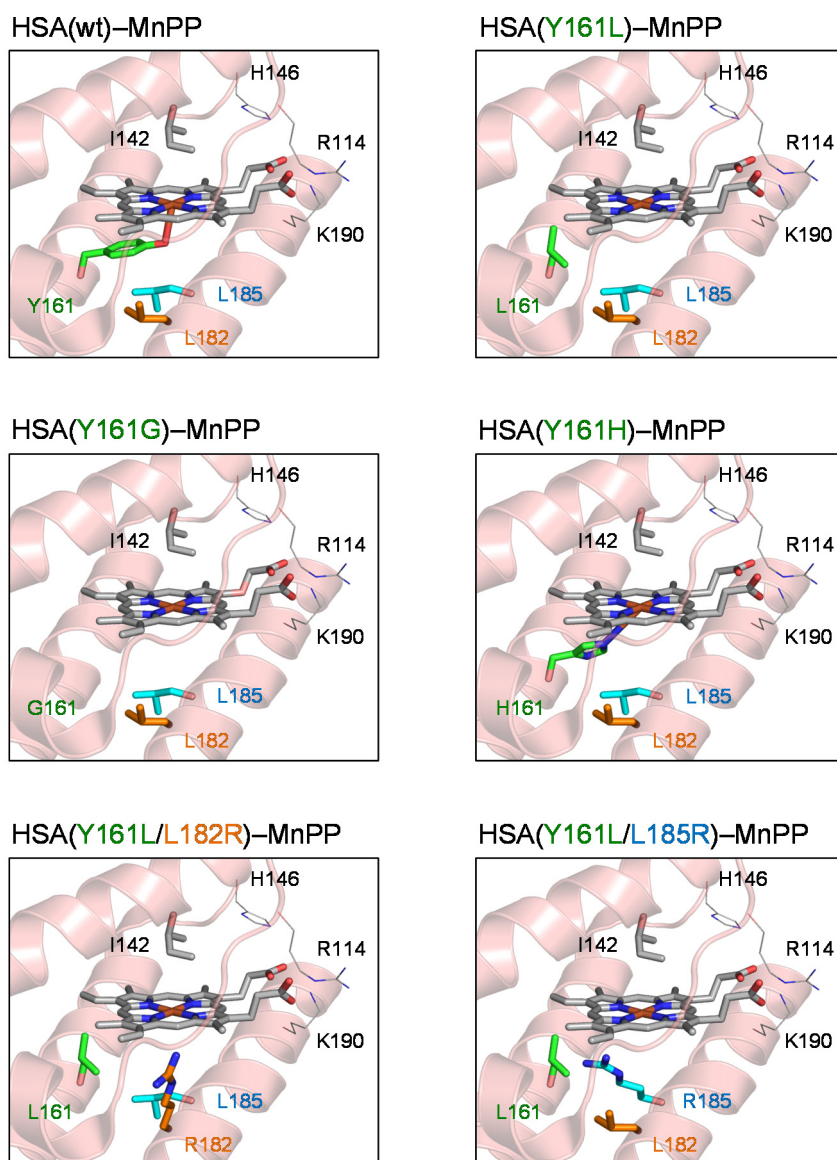 HSA(wt)–MnPP
H146
I142
R114
K190
Y161
L185
L182
HSA(Y161L)–MnPP
H146
I142
R114
K190
L161
L185
L182
HSA(Y161G)–MnPP
H146
I142
R114
K190
G161
L185
L182
HSA(Y161H)–MnPP
H146
I142
R114
K190
H161
L185
L182
HSA(Y161L/L182R)–MnPP
H146
I142
R114
K190
L161
L185
R182
HSA(Y161L/L185R)–MnPP
H146
I142
R114
K190
L161
R185
L182